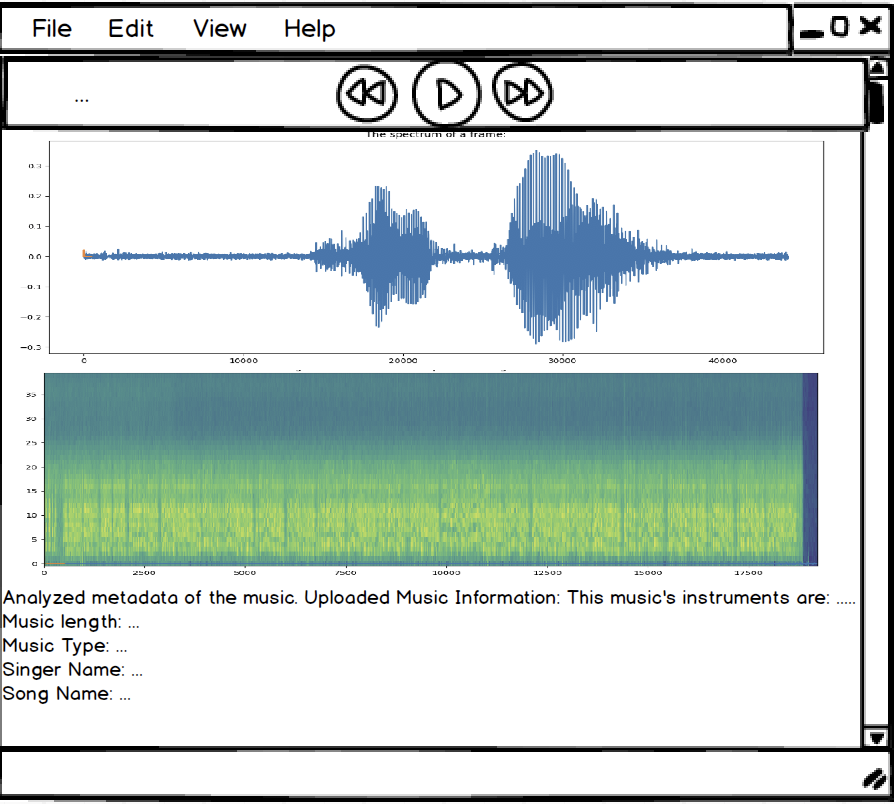 File Edit View Help
...
The spectrum of a frame:
0.3
0.2
0.1
0.0
−0.1
−0.2
−0.3
0 10000 20000 30000 40000
35
30
25
20
15
10
5
0
0 2500 5000 7500 10000 12500 15000 17500
Analyzed metadata of the music. Uploaded Music Information: This music's instruments are: .....
Music length: ...
Music Type: ...
Singer Name: ...
Song Name: ...